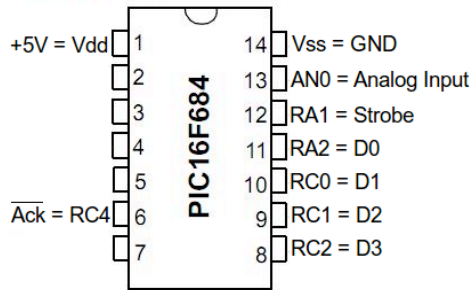 +5V = Vdd 1 14 Vss = GND
2 13 AN0 = Analog Input
3 12 RA1 = Strobe
4 11 RA2 = D0
5 10 RC0 = D1
A̅c̅k̅ = RC4 6 9 RC1 = D2
7 8 RC2 = D3
PIC16F684